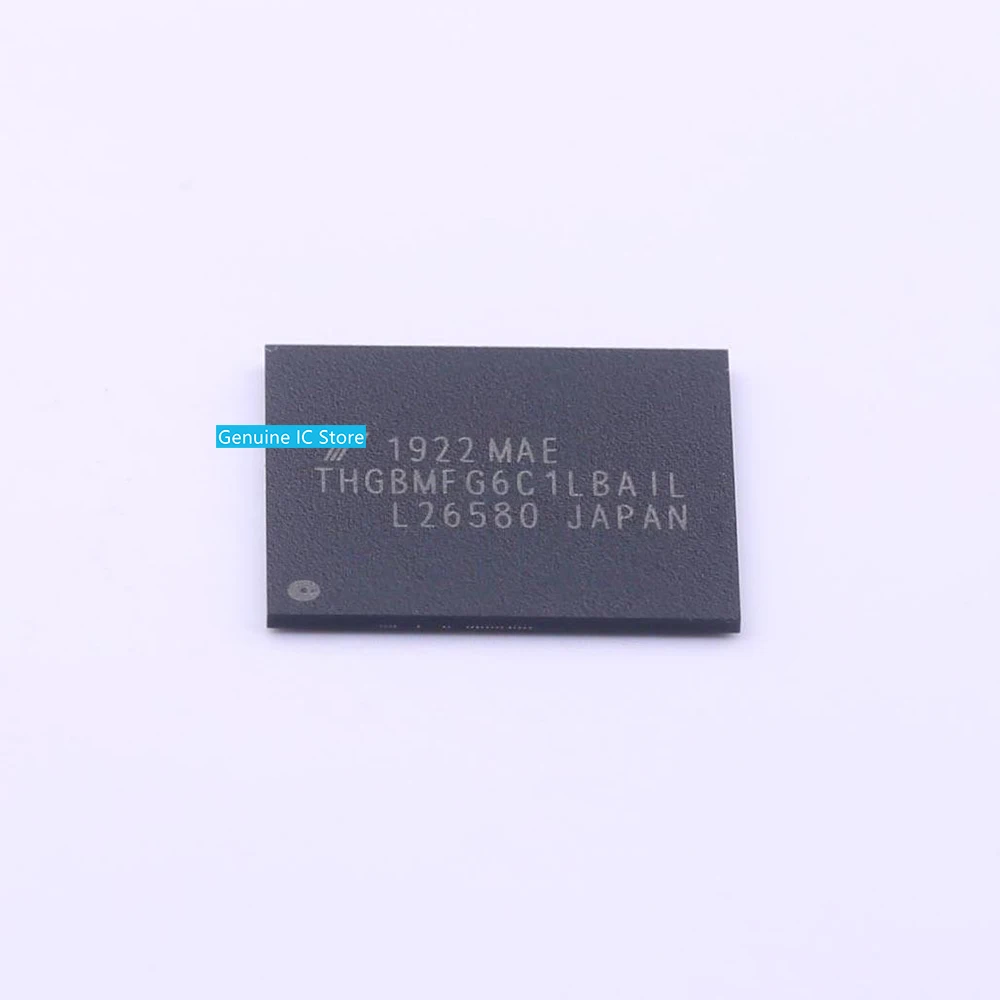 Genuine IC Store
1922 MAE
THGBMFG6C1LBAIL
L26580 JAPAN